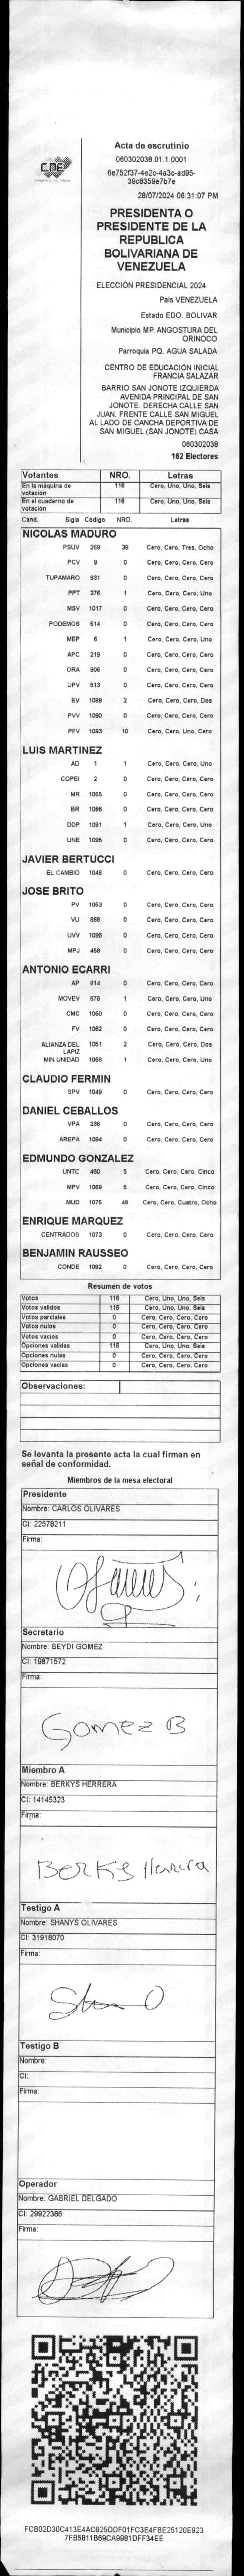 CNE
Acta de escrutinio
060302038.01.1.0001
6e752f37-4e2c-4a3c-ad95-
39c8359e7b7e
28/07/2024 06:31:07 PM
PRESIDENTA O
PRESIDENTE DE LA
REPUBLICA
BOLIVARIANA DE
VENEZUELA
ELECCIÓN PRESIDENCIAL 2024
País VENEZUELA
Estado EDO. BOLIVAR
Municipio MP. ANGOSTURA DEL
ORINOCO
Parroquia PQ. AGUA SALADA
CENTRO DE EDUCACION INICIAL
FRANCIA SALAZAR
BARRIO SAN JONOTE IZQUIERDA
AVENIDA PRINCIPAL DE SAN
JONOTE. DERECHA CALLE SAN
JUAN. FRENTE CALLE SAN MIGUEL
AL LADO DE CANCHA DEPORTIVA DE
SAN MIGUEL (SAN JONOTE) CASA
060302038
162 Electores
Votantes NRO. Letras
En la máquina de votación 116 Cero, Uno, Uno, Seis
En el cuaderno de votación 116 Cero, Uno, Uno, Seis
Cand. Sigla Código NRO. Letras
NICOLAS MADURO
PSUV 269 38 Cero, Cero, Tres, Ocho
PCV 9 0 Cero, Cero, Cero, Cero
TUPAMARO 931 0 Cero, Cero, Cero, Cero
PPT 276 1 Cero, Cero, Cero, Uno
MSV 1017 0 Cero, Cero, Cero, Cero
PODEMOS 514 0 Cero, Cero, Cero, Cero
MEP 6 1 Cero, Cero, Cero, Uno
APC 219 0 Cero, Cero, Cero, Cero
ORA 906 0 Cero, Cero, Cero, Cero
UPV 513 0 Cero, Cero, Cero, Cero
EV 1089 2 Cero, Cero, Cero, Dos
PVV 1090 0 Cero, Cero, Cero, Cero
PFV 1093 10 Cero, Cero, Uno, Cero
LUIS MARTINEZ
AD 1 1 Cero, Cero, Cero, Uno
COPEI 2 0 Cero, Cero, Cero, Cero
MR 1065 0 Cero, Cero, Cero, Cero
BR 1066 0 Cero, Cero, Cero, Cero
DDP 1091 1 Cero, Cero, Cero, Uno
UNE 1095 0 Cero, Cero, Cero, Cero
JAVIER BERTUCCI
EL CAMBIO 1048 0 Cero, Cero, Cero, Cero
JOSE BRITO
PV 1053 0 Cero, Cero, Cero, Cero
VU 868 0 Cero, Cero, Cero, Cero
UVV 1096 0 Cero, Cero, Cero, Cero
MPJ 458 0 Cero, Cero, Cero, Cero
ANTONIO ECARRI
AP 814 0 Cero, Cero, Cero, Cero
MOVEV 878 1 Cero, Cero, Cero, Uno
CMC 1050 0 Cero, Cero, Cero, Cero
FV 1082 0 Cero, Cero, Cero, Cero
ALIANZA DEL LAPIZ 1051 2 Cero, Cero, Cero, Dos
MIN UNIDAD 1068 1 Cero, Cero, Cero, Uno
CLAUDIO FERMIN
SPV 1049 0 Cero, Cero, Cero, Cero
DANIEL CEBALLOS
VPA 236 0 Cero, Cero, Cero, Cero
AREPA 1094 0 Cero, Cero, Cero, Cero
EDMUNDO GONZALEZ
UNTC 460 5 Cero, Cero, Cero, Cinco
MPV 1069 5 Cero, Cero, Cero, Cinco
MUD 1075 48 Cero, Cero, Cuatro, Ocho
ENRIQUE MARQUEZ
CENTRADOS 1073 0 Cero, Cero, Cero, Cero
BENJAMIN RAUSSEO
CONDE 1092 0 Cero, Cero, Cero, Cero
Resumen de votos
Votos 116 Cero, Uno, Uno, Seis
Votos validos 116 Cero, Uno, Uno, Seis
Votos parciales 0 Cero, Cero, Cero, Cero
Votos nulos 0 Cero, Cero, Cero, Cero
Votos vacios 0 Cero, Cero, Cero, Cero
Opciones validas 116 Cero, Uno, Uno, Seis
Opciones nulas 0 Cero, Cero, Cero, Cero
Opciones vacias 0 Cero, Cero, Cero, Cero
Observaciones:
Se levanta la presente acta la cual firman en
señal de conformidad.
Miembros de la mesa electoral
Presidente
Nombre: CARLOS OLIVARES
CI: 22578211
Firma:
Secretario
Nombre: BEYDI GOMEZ
CI: 19871572
Firma:
Gomez B.
Miembro A
Nombre: BERKYS HERRERA
CI: 14145323
Firma:
Berkys Herrera
Testigo A
Nombre: SHANYS OLIVARES
CI: 31918070
Firma:
Testigo B
Nombre:
CI:
Firma:
Operador
Nombre: GABRIEL DELGADO
CI: 29922386
Firma:
FCB02D30C413E4AC925DDF01FC3E4FBE25120E923
7FB5811B69CA9981DFF34EE